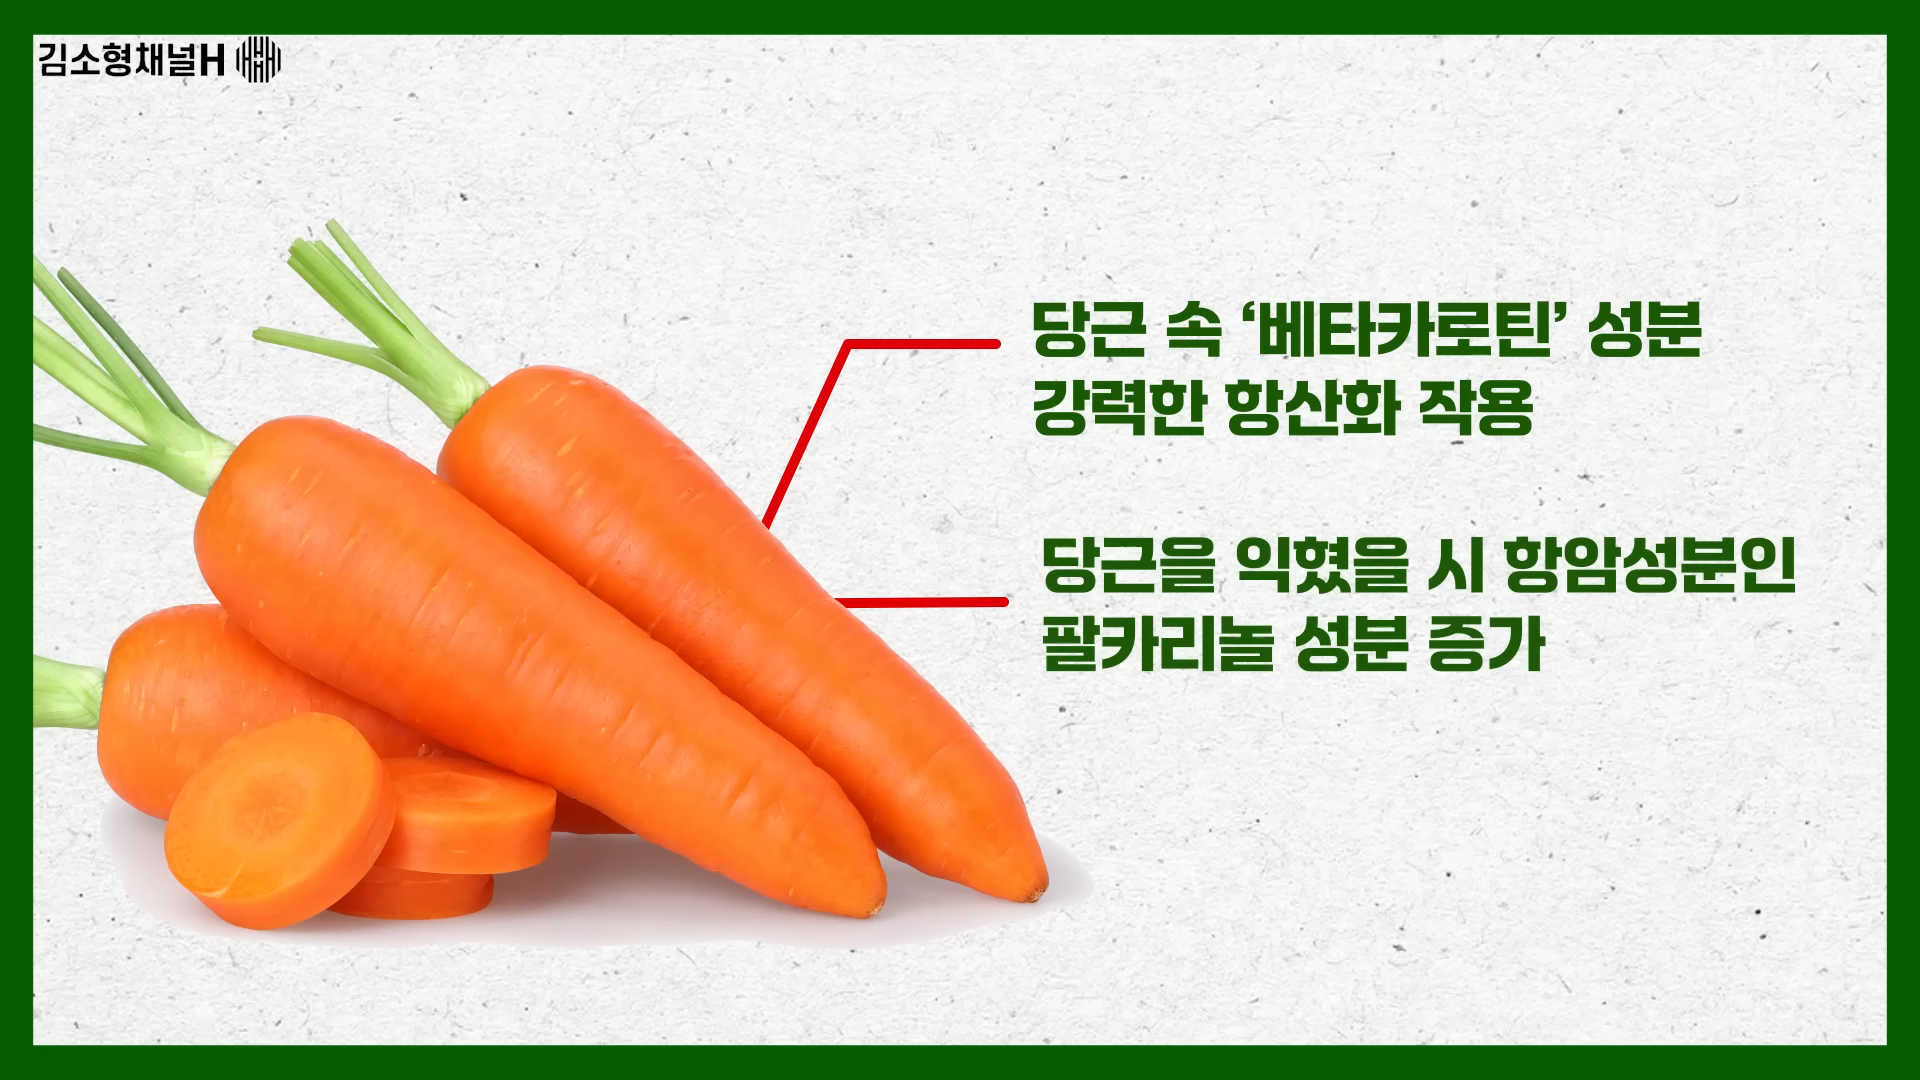 김소형채널H
당근 속 ‘베타카로틴’ 성분
강력한 항산화 작용
당근을 익혔을 시 항암성분인
팔카리놀 성분 증가